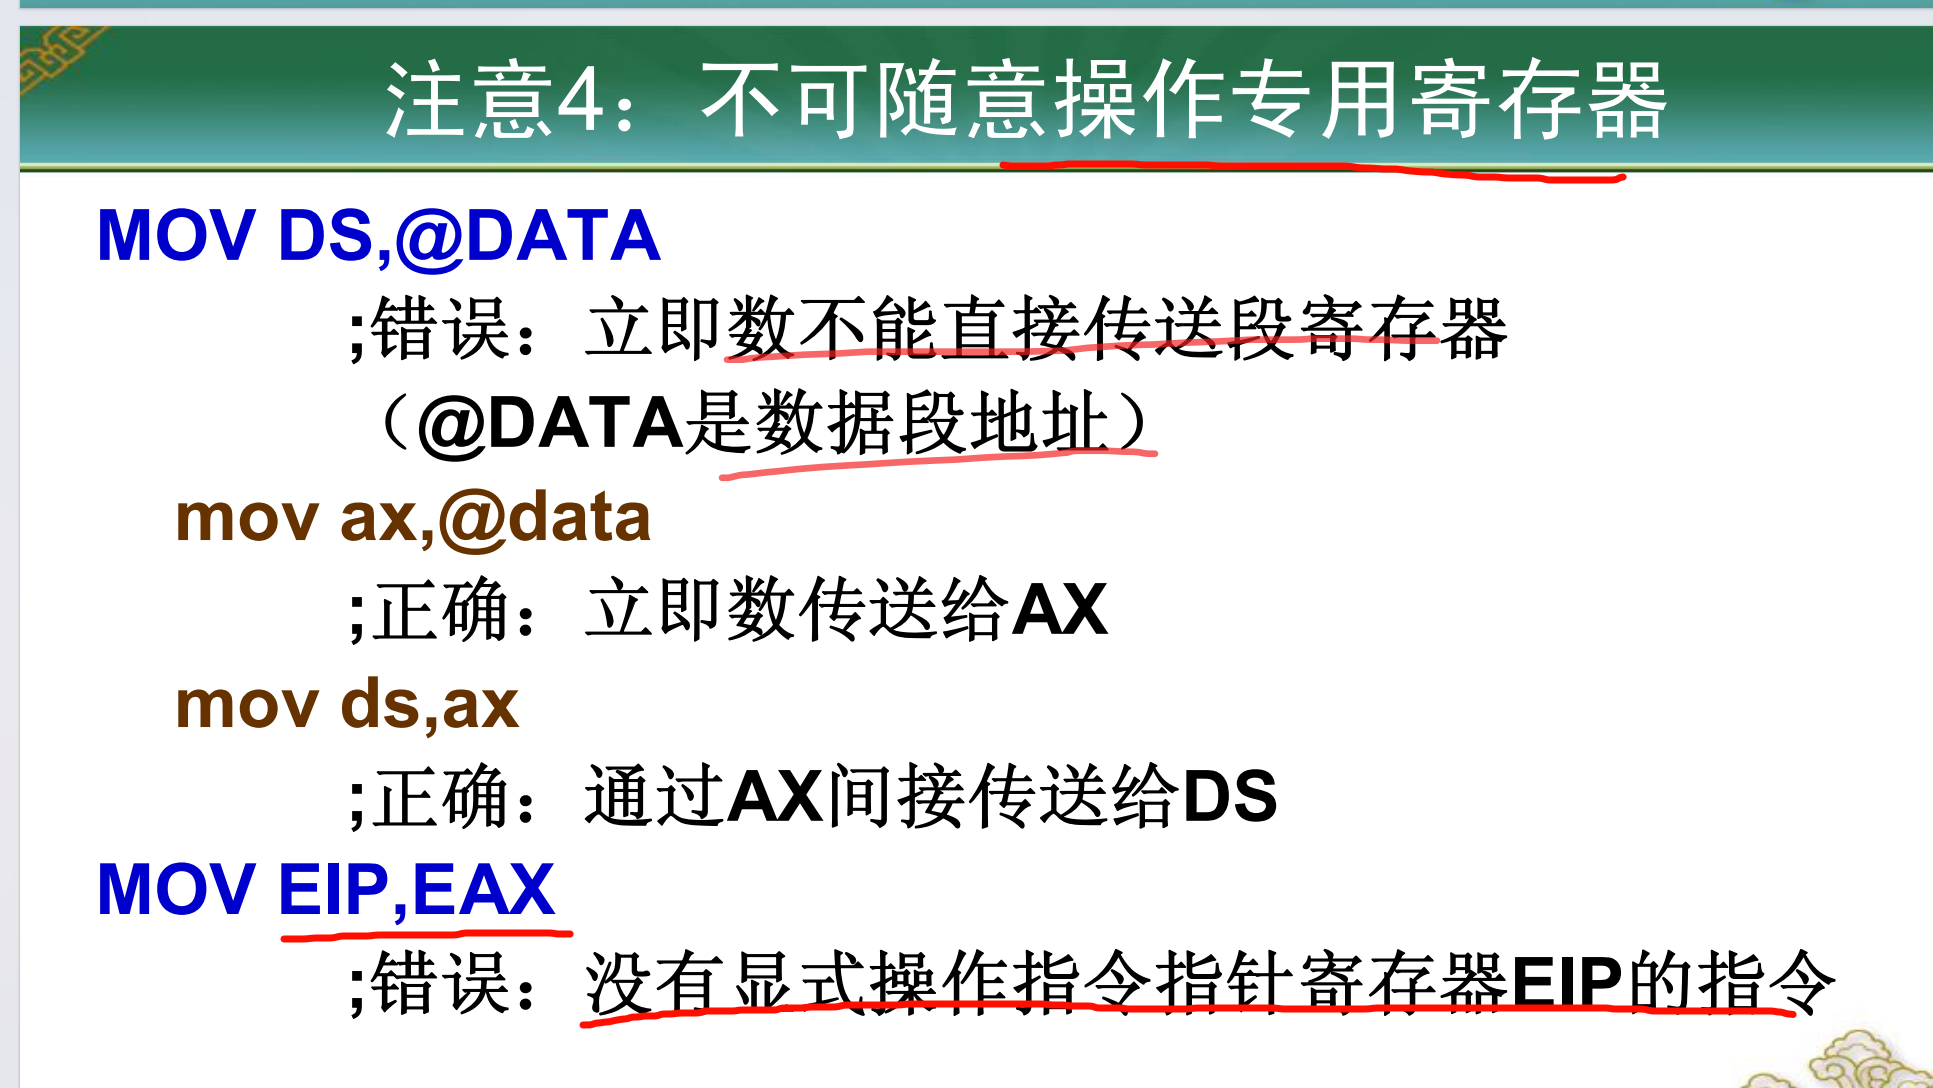 注意4：不可随意操作专用寄存器
MOV DS,@DATA
;错误：立即数不能直接传送段寄存器
（@DATA是数据段地址）
mov ax,@data
;正确：立即数传送给AX
mov ds,ax
;正确：通过AX间接传送给DS
MOV EIP,EAX
;错误：没有显式操作指令指针寄存器EIP的指令